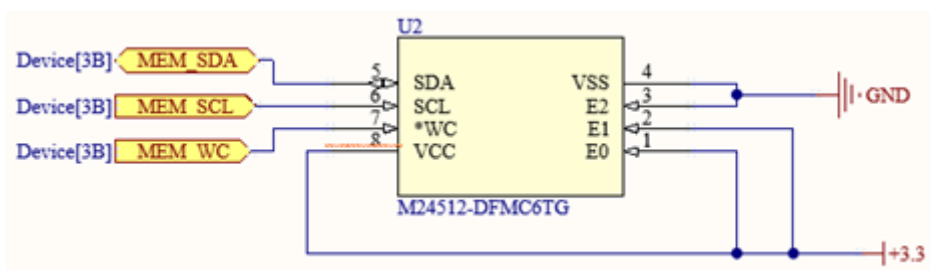 U2
Device[3B] MEM_SDA 5 SDA VSS 4
Device[3B] MEM_SCL 6 SCL E2 3 GND
Device[3B] MEM_WC 7 *WC E1 2
8 VCC E0 1
M24512-DFMC6TG
+3.3